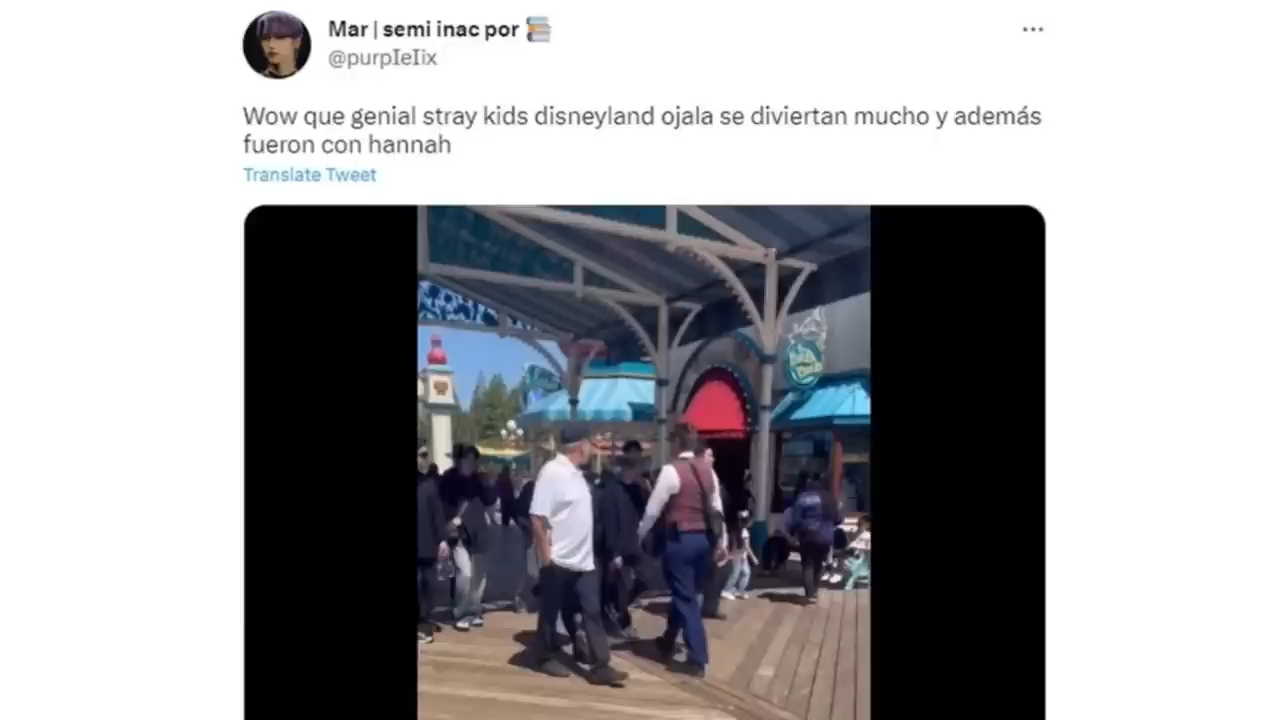 Mar | semi inac por
@purpIeIix
Wow que genial stray kids disneyland ojala se diviertan mucho y además
fueron con hannah
Translate Tweet